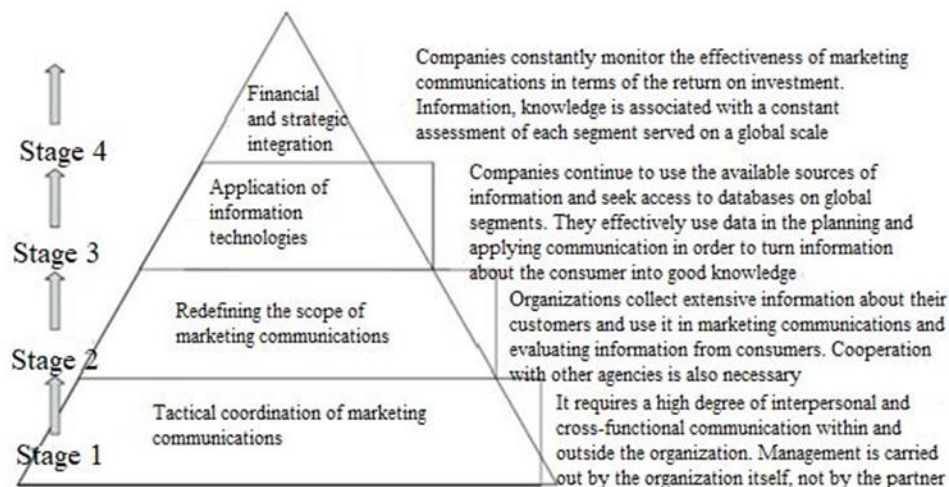 Companies constantly monitor the effectiveness of marketing
communications in terms of the return on investment.
Information, knowledge is associated with a constant
assessment of each segment served on a global scale
Financial
and strategic
integration
Stage 4
Companies continue to use the available sources of
information and seek access to databases on global
segments. They effectively use data in the planning and
applying communication in order to turn information
about the consumer into good knowledge
Application of
information
technologies
Stage 3
Organizations collect extensive information about their
customers and use it in marketing communications and
evaluating information from consumers. Cooperation
with other agencies is also necessary
Redefining the scope of
marketing communications
Stage 2
It requires a high degree of interpersonal and
cross-functional communication within and
outside the organization. Management is carried
out by the organization itself, not by the partner
Tactical coordination of marketing
communications
Stage 1